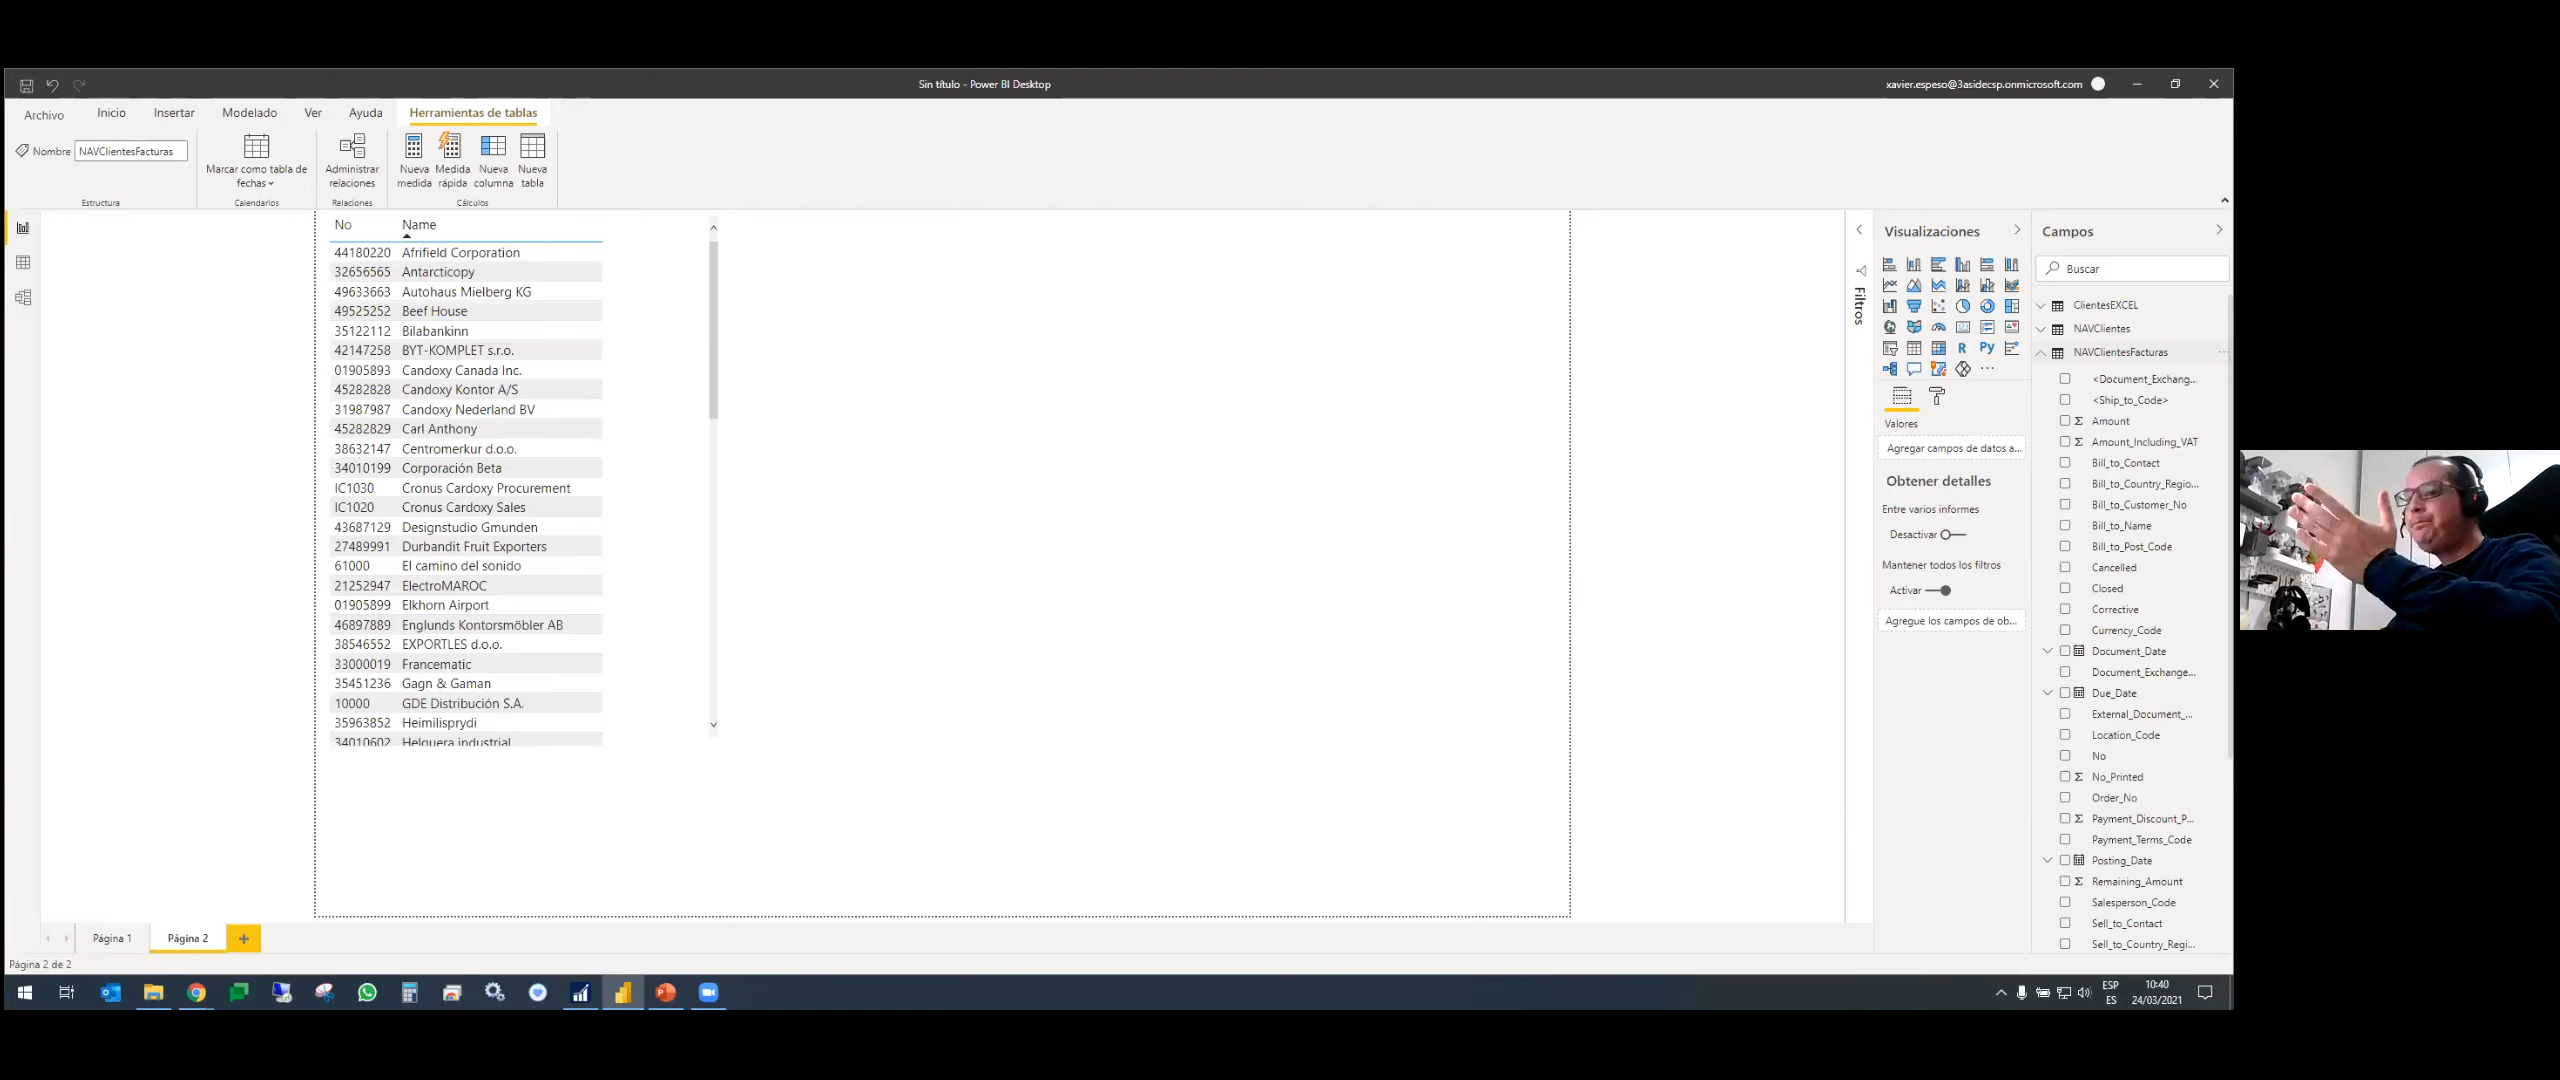 Sin título - Power BI Desktop
xavier.espeso@3asidecsp.onmicrosoft.com
Archivo
Inicio
Insertar
Modelado
Ver
Ayuda
Herramientas de tablas
Nombre
NAVClientesFacturas
Marcar como tabla de
fechas
Administrar
relaciones
Nueva
medida
Medida
rápida
Nueva
columna
Nueva
tabla
Estructura
Calendarios
Relaciones
Cálculos
No Name
44180220 Afrifield Corporation
32656565 Antarcticopy
49633663 Autohaus Mielberg KG
49525252 Beef House
35122112 Bilabankinn
42147258 BYT-KOMPLET s.r.o.
01905893 Candoxy Canada Inc.
45282828 Candoxy Kontor A/S
31987987 Candoxy Nederland BV
45282829 Carl Anthony
38632147 Centromerkur d.o.o.
34010199 Corporación Beta
IC1030 Cronus Cardoxy Procurement
IC1020 Cronus Cardoxy Sales
43687129 Designstudio Gmunden
27489991 Durbandit Fruit Exporters
61000 El camino del sonido
21252947 ElectroMAROC
01905899 Elkhorn Airport
46897889 Englunds Kontorsmöbler AB
38546552 EXPORTLES d.o.o.
33000019 Francematic
35451236 Gagn & Gaman
10000 GDE Distribución S.A.
35963852 Heimilisprydi
34010602 Helguera industrial
Filtros
Visualizaciones
R
Py
Valores
Agregar campos de datos a...
Obtener detalles
Entre varios informes
Desactivar
Mantener todos los filtros
Activar
Agregue los campos de ob...
Campos
Buscar
ClientesEXCEL
NAVClientes
NAVClientesFacturas
<Document_Exchang...
<Ship_to_Code>
Amount
Amount_Including_VAT
Bill_to_Contact
Bill_to_Country_Regio...
Bill_to_Customer_No
Bill_to_Name
Bill_to_Post_Code
Cancelled
Closed
Corrective
Currency_Code
Document_Date
Document_Exchange...
Due_Date
External_Document_...
Location_Code
No
No_Printed
Order_No
Payment_Discount_P...
Payment_Terms_Code
Posting_Date
Remaining_Amount
Salesperson_Code
Sell_to_Contact
Sell_to_Country_Regi...
Página 1
Página 2
Página 2 de 2
ESP
ES
10:40
24/03/2021